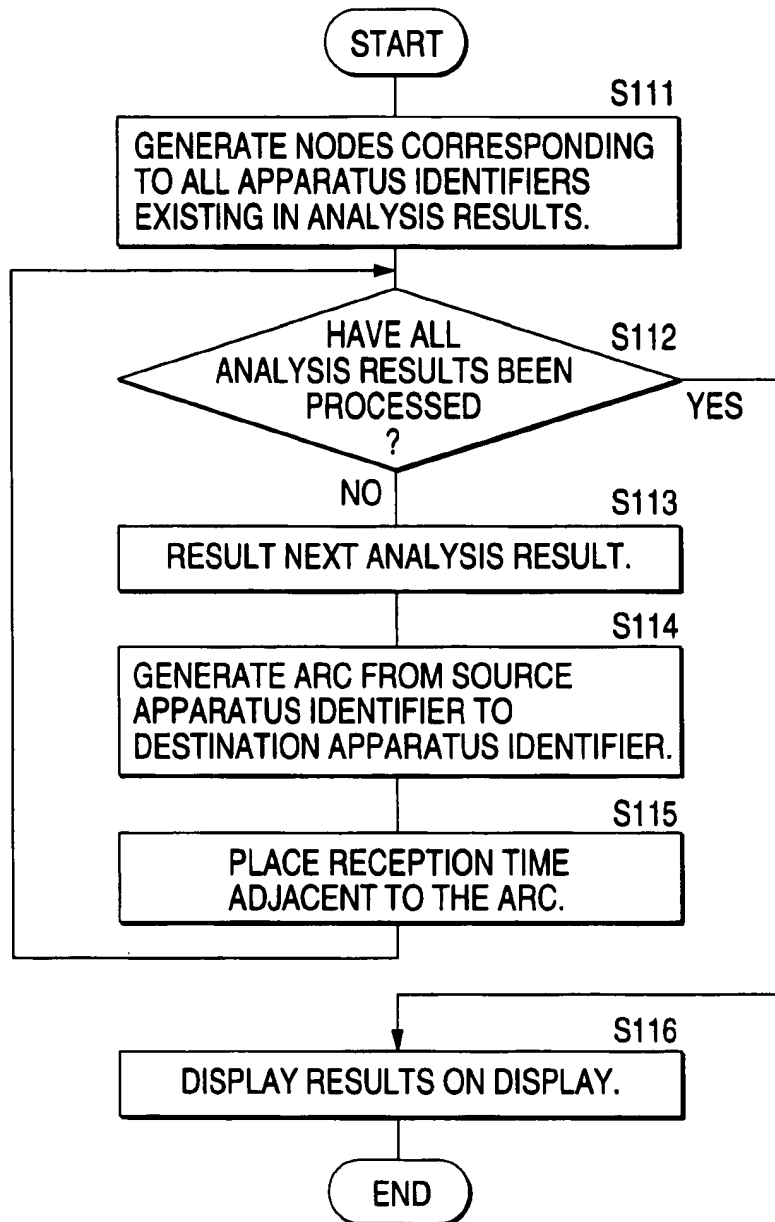 START
S111
GENERATE NODES CORRESPONDING
TO ALL APPARATUS IDENTIFIERS
EXISTING IN ANALYSIS RESULTS.
HAVE ALL
S112
ANALYSIS RESULTS BEEN
PROCESSED
?
YES
NO
S113
RESULT NEXT ANALYSIS RESULT.
S114
GENERATE ARC FROM SOURCE
APPARATUS IDENTIFIER TO
DESTINATION APPARATUS IDENTIFIER.
S115
PLACE RECEPTION TIME
ADJACENT TO THE ARC.
S116
DISPLAY RESULTS ON DISPLAY.
END